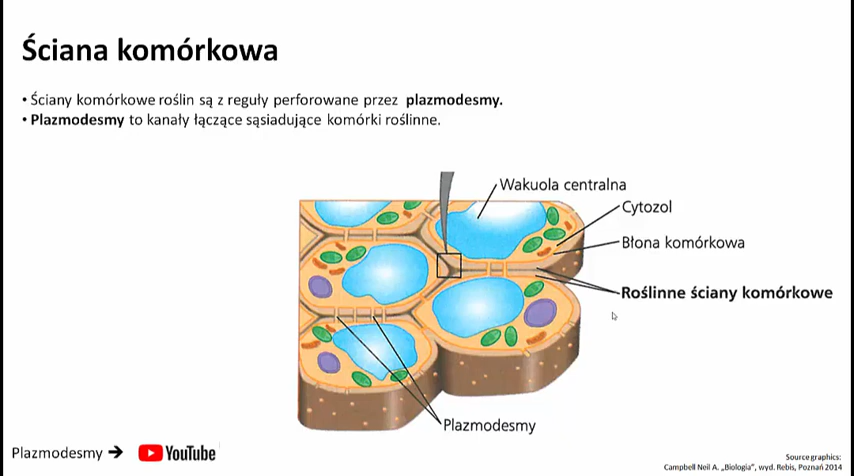 Ściana komórkowa
• Ściany komórkowe roślin są z reguły perforowane przez plazmodesmy.
• Plazmodesmy to kanały łączące sąsiadujące komórki roślinne.
Wakuola centralna
Cytozol
Błona komórkowa
Roślinne ściany komórkowe
Plazmodesmy
Plazmodesmy → YouTube
Source graphics:
Campbell Neil A. „Biologia”, wyd. Rebis, Poznań 2014